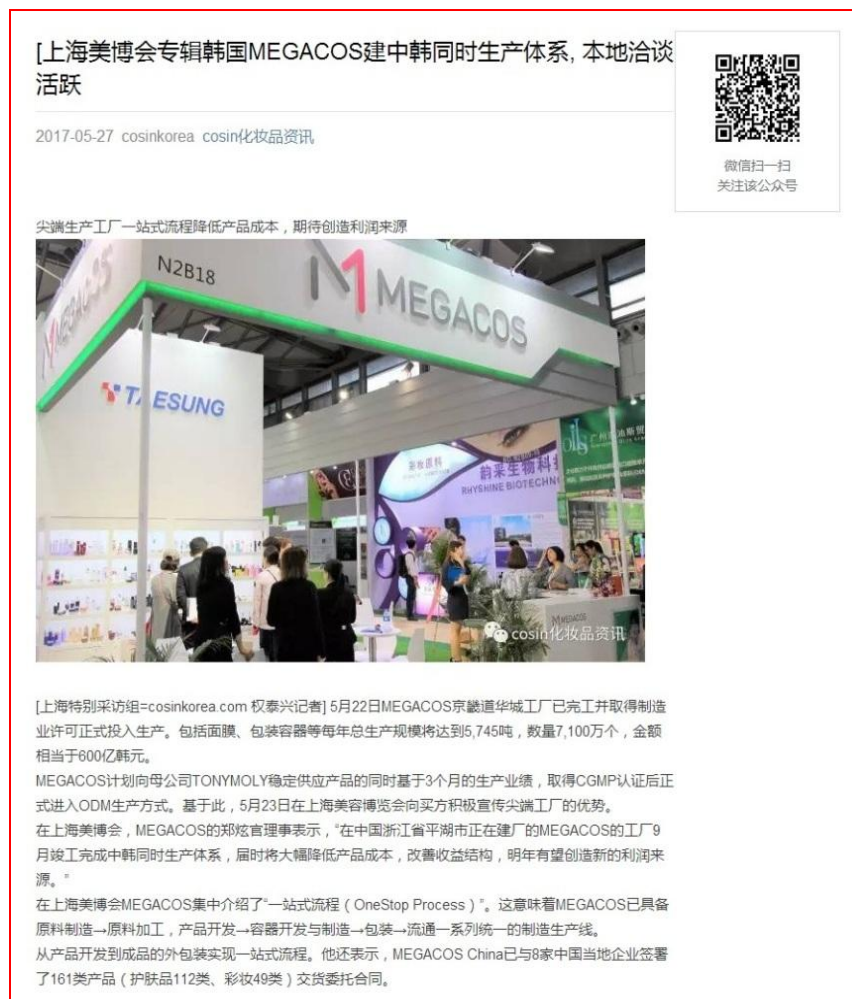 [上海美博会专辑韩国MEGACOS建中韩同时生产体系, 本地洽谈
活跃
2017-05-27 cosinkorea cosin化妆品资讯
微信扫一扫
关注该公众号
尖端生产工厂一站式流程降低产品成本，期待创造利润来源
N2B18
MEGACOS
MEGACOS
TAESUNG
彩妆原料
韵采生物科技
RHYSHINE BIOTECHNO
OILS
MEGACOS
cosin化妆品资讯
[上海特别采访组=cosinkorea.com 权泰兴记者] 5月22日MEGACOS京畿道华城工厂已完工并取得制造
业许可正式投入生产。包括面膜、包装容器等每年总生产规模将达到5,745吨，数量7,100万个，金额
相当于600亿韩元。
MEGACOS计划向母公司TONYMOLY稳定供应产品的同时基于3个月的生产业绩，取得CGMP认证后正
式进入ODM生产方式。基于此，5月23日在上海美容博览会向买方积极宣传尖端工厂的优势。
在上海美博会，MEGACOS的郑炫官理事表示，“在中国浙江省平湖市正在建厂的MEGACOS的工厂9
月竣工完成中韩同时生产体系，届时将大幅降低产品成本，改善收益结构，明年有望创造新的利润来
源。”
在上海美博会MEGACOS集中介绍了“一站式流程（OneStop Process）”。这意味着MEGACOS已具备
原料制造→原料加工，产品开发→容器开发与制造→包装→流通一系列统一的制造生产线。
从产品开发到成品的外包装实现一站式流程。他还表示，MEGACOS China已与8家中国当地企业签署
了161类产品（护肤品112类、彩妆49类）交货委托合同。